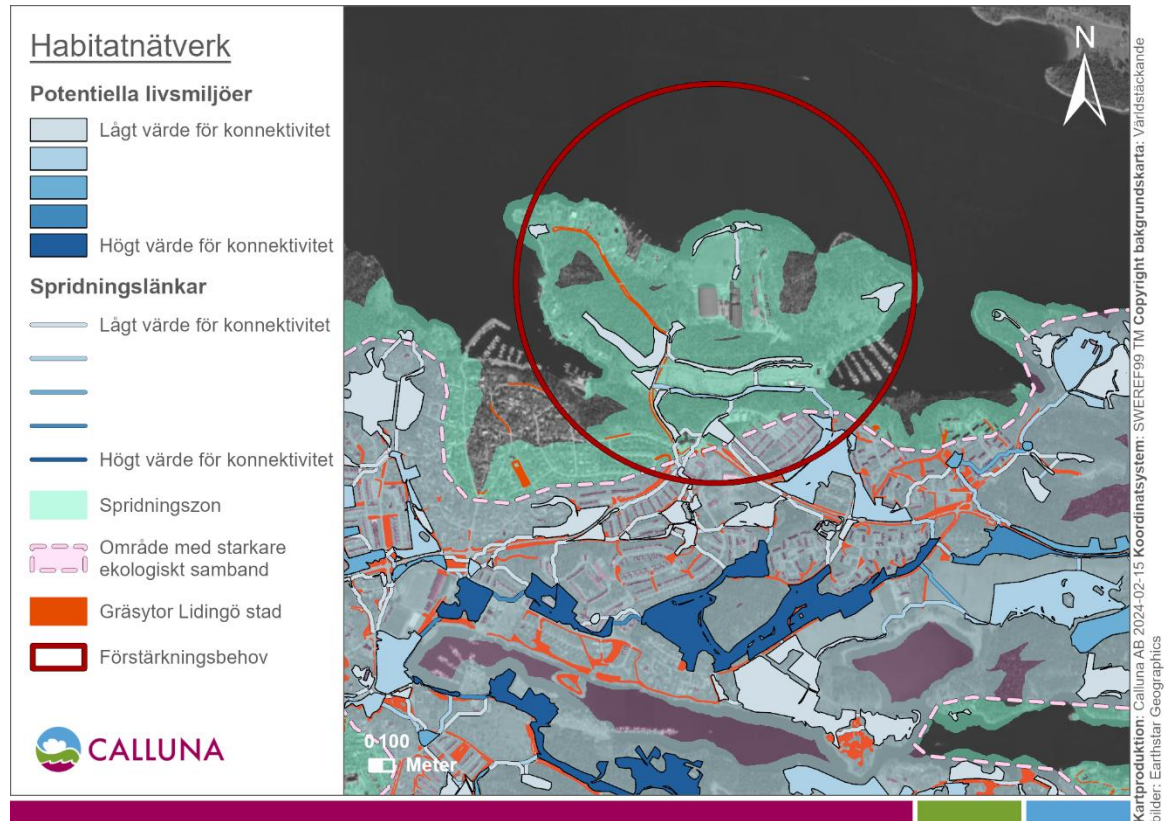 Habitatnätverk
Potentiella livsmiljöer
Lågt värde för konnektivitet
Högt värde för konnektivitet
Spridningslänkar
Lågt värde för konnektivitet
Högt värde för konnektivitet
Spridningszon
Område med starkare
ekologiskt samband
Gräsytor Lidingö stad
Förstärkningsbehov
CALLUNA
N
0 100
Meter
Kartproduktion: Calluna AB 2024-02-15 Koordinatsystem: SWEREF99 TM Copyright bakgrundskarta: Världstäckande
bilder: Earthstar Geographics